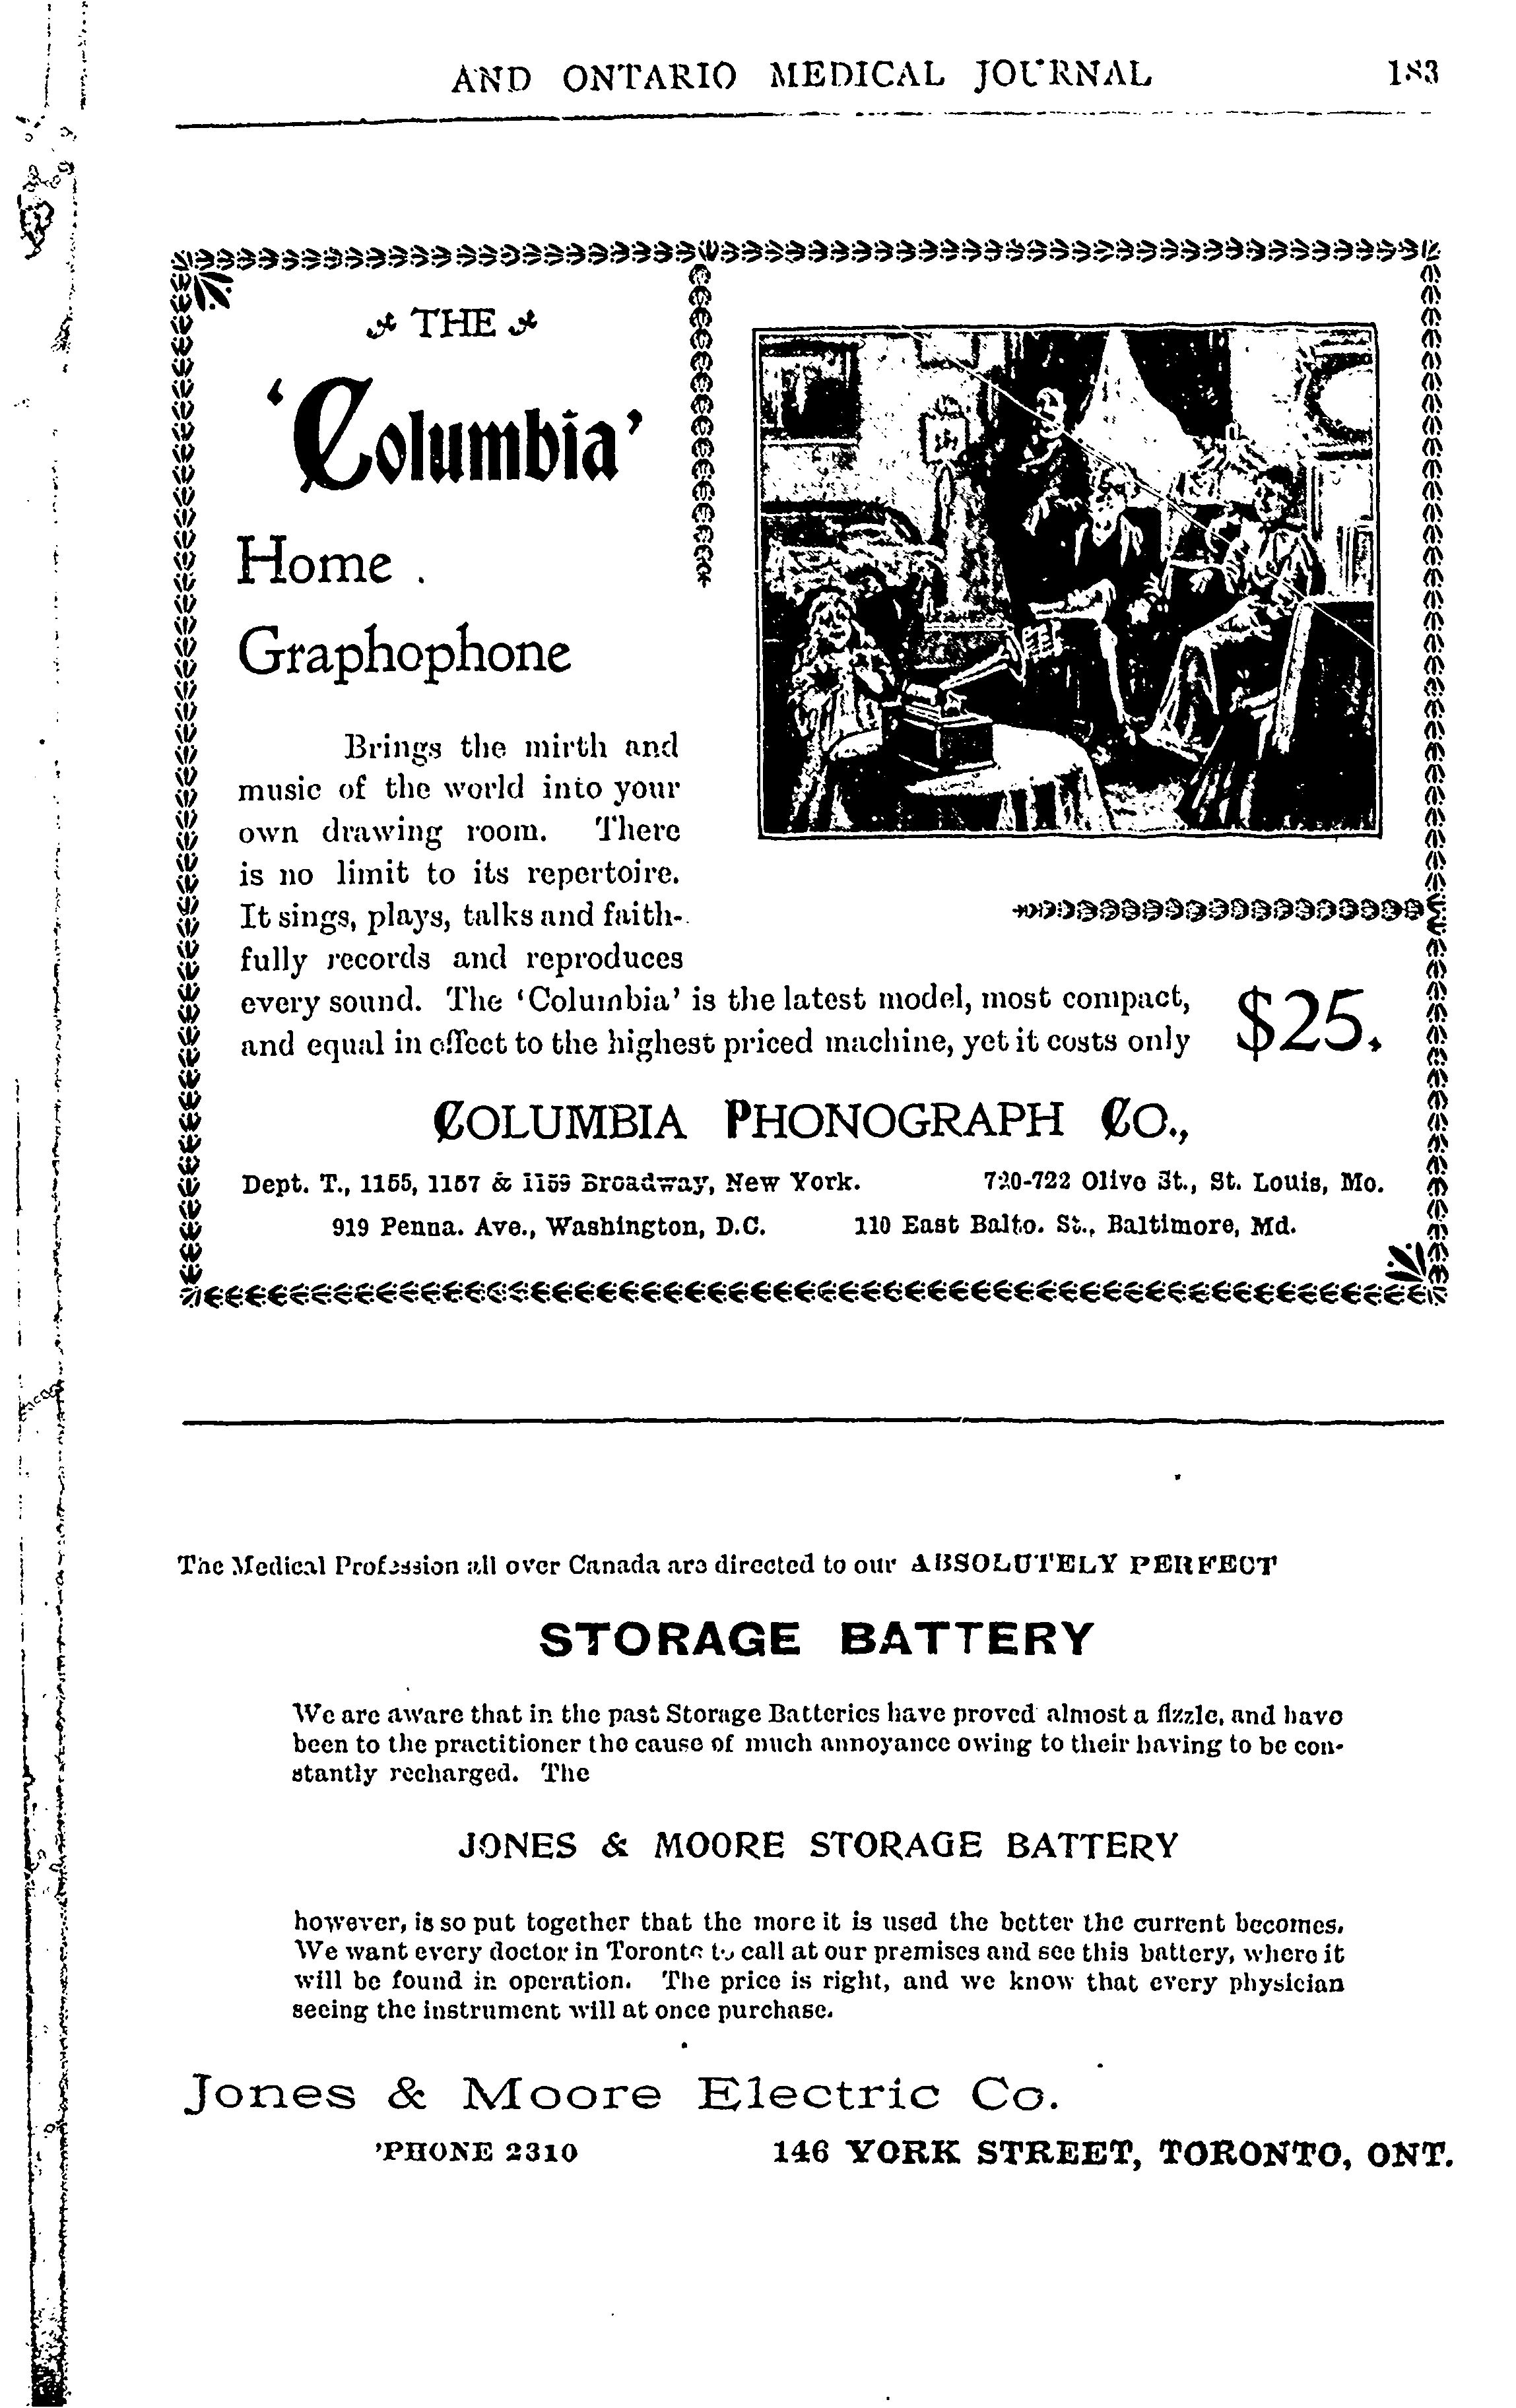 AND ONTARIO MEDICAL JOURNAL 183
THE
‘Columbia’
Home .
Graphophone
Brings the mirth and
music of the world into your
own drawing room. There
is no limit to its repertoire.
It sings, plays, talks and faith-
fully records and reproduces
every sound. The ‘Columbia’ is the latest model, most compact,
and equal in effect to the highest priced machine, yet it costs only $25.
COLUMBIA PHONOGRAPH CO.,
Dept. T., 1155, 1157 & 1159 Broadway, New York. 720-722 Olive St., St. Louis, Mo.
919 Penna. Ave., Washington, D.C. 110 East Balto. St., Baltimore, Md.
The Medical Profession all over Canada are directed to our ABSOLUTELY PERFECT
STORAGE BATTERY
We are aware that in the past Storage Batteries have proved almost a fizzle, and have
been to the practitioner the cause of much annoyance owing to their having to be con-
stantly recharged. The
JONES & MOORE STORAGE BATTERY
however, is so put together that the more it is used the better the current becomes.
We want every doctor in Toronto to call at our premises and see this battery, where it
will be found in operation. The price is right, and we know that every physician
seeing the instrument will at once purchase.
Jones & Moore Electric Co.
’PHONE 2310 146 YORK STREET, TORONTO, ONT.